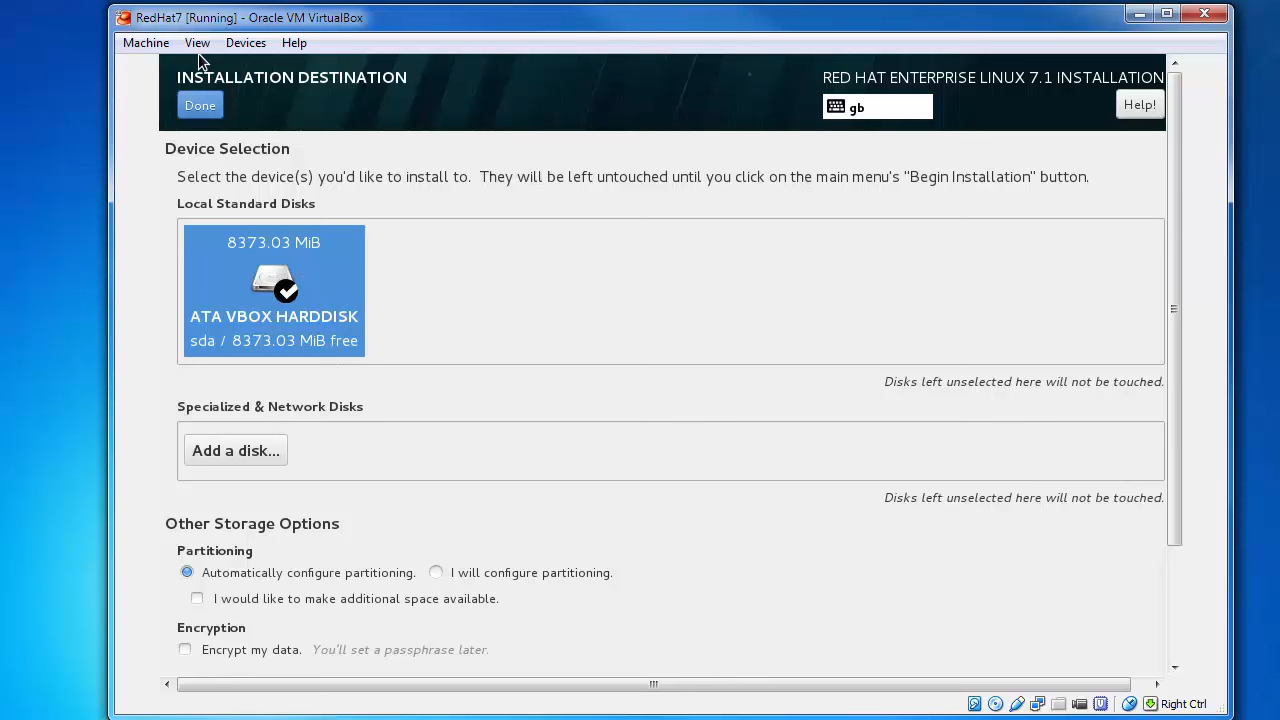 RedHat7 [Running] - Oracle VM VirtualBox
Machine View Devices Help
INSTALLATION DESTINATION
RED HAT ENTERPRISE LINUX 7.1 INSTALLATION
Done
gb
Help!
Device Selection
Select the device(s) you'd like to install to. They will be left untouched until you click on the main menu's "Begin Installation" button.
Local Standard Disks
8373.03 MiB
ATA VBOX HARDDISK
sda / 8373.03 MiB free
Disks left unselected here will not be touched.
Specialized & Network Disks
Add a disk...
Disks left unselected here will not be touched.
Other Storage Options
Partitioning
Automatically configure partitioning. I will configure partitioning.
I would like to make additional space available.
Encryption
Encrypt my data. You'll set a passphrase later.
Right Ctrl